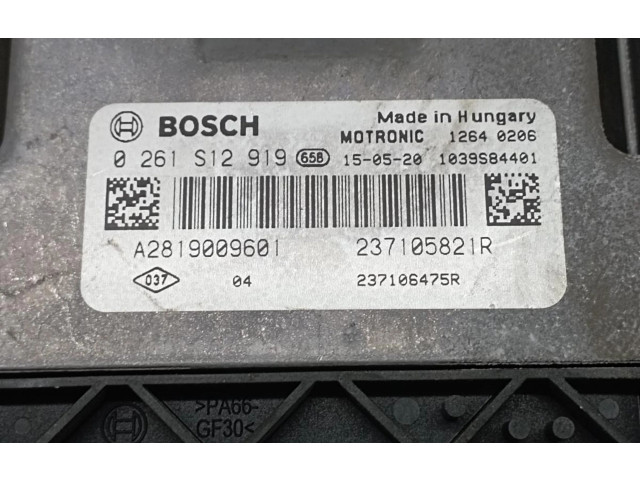 BOSCH Made in Hungary
MOTRONIC 1264 0206
0 261 S12 919 65B 15-05-20 1039S84401
A2819009601 237105821R
037 04 237106475R
>PA66-
GF30<